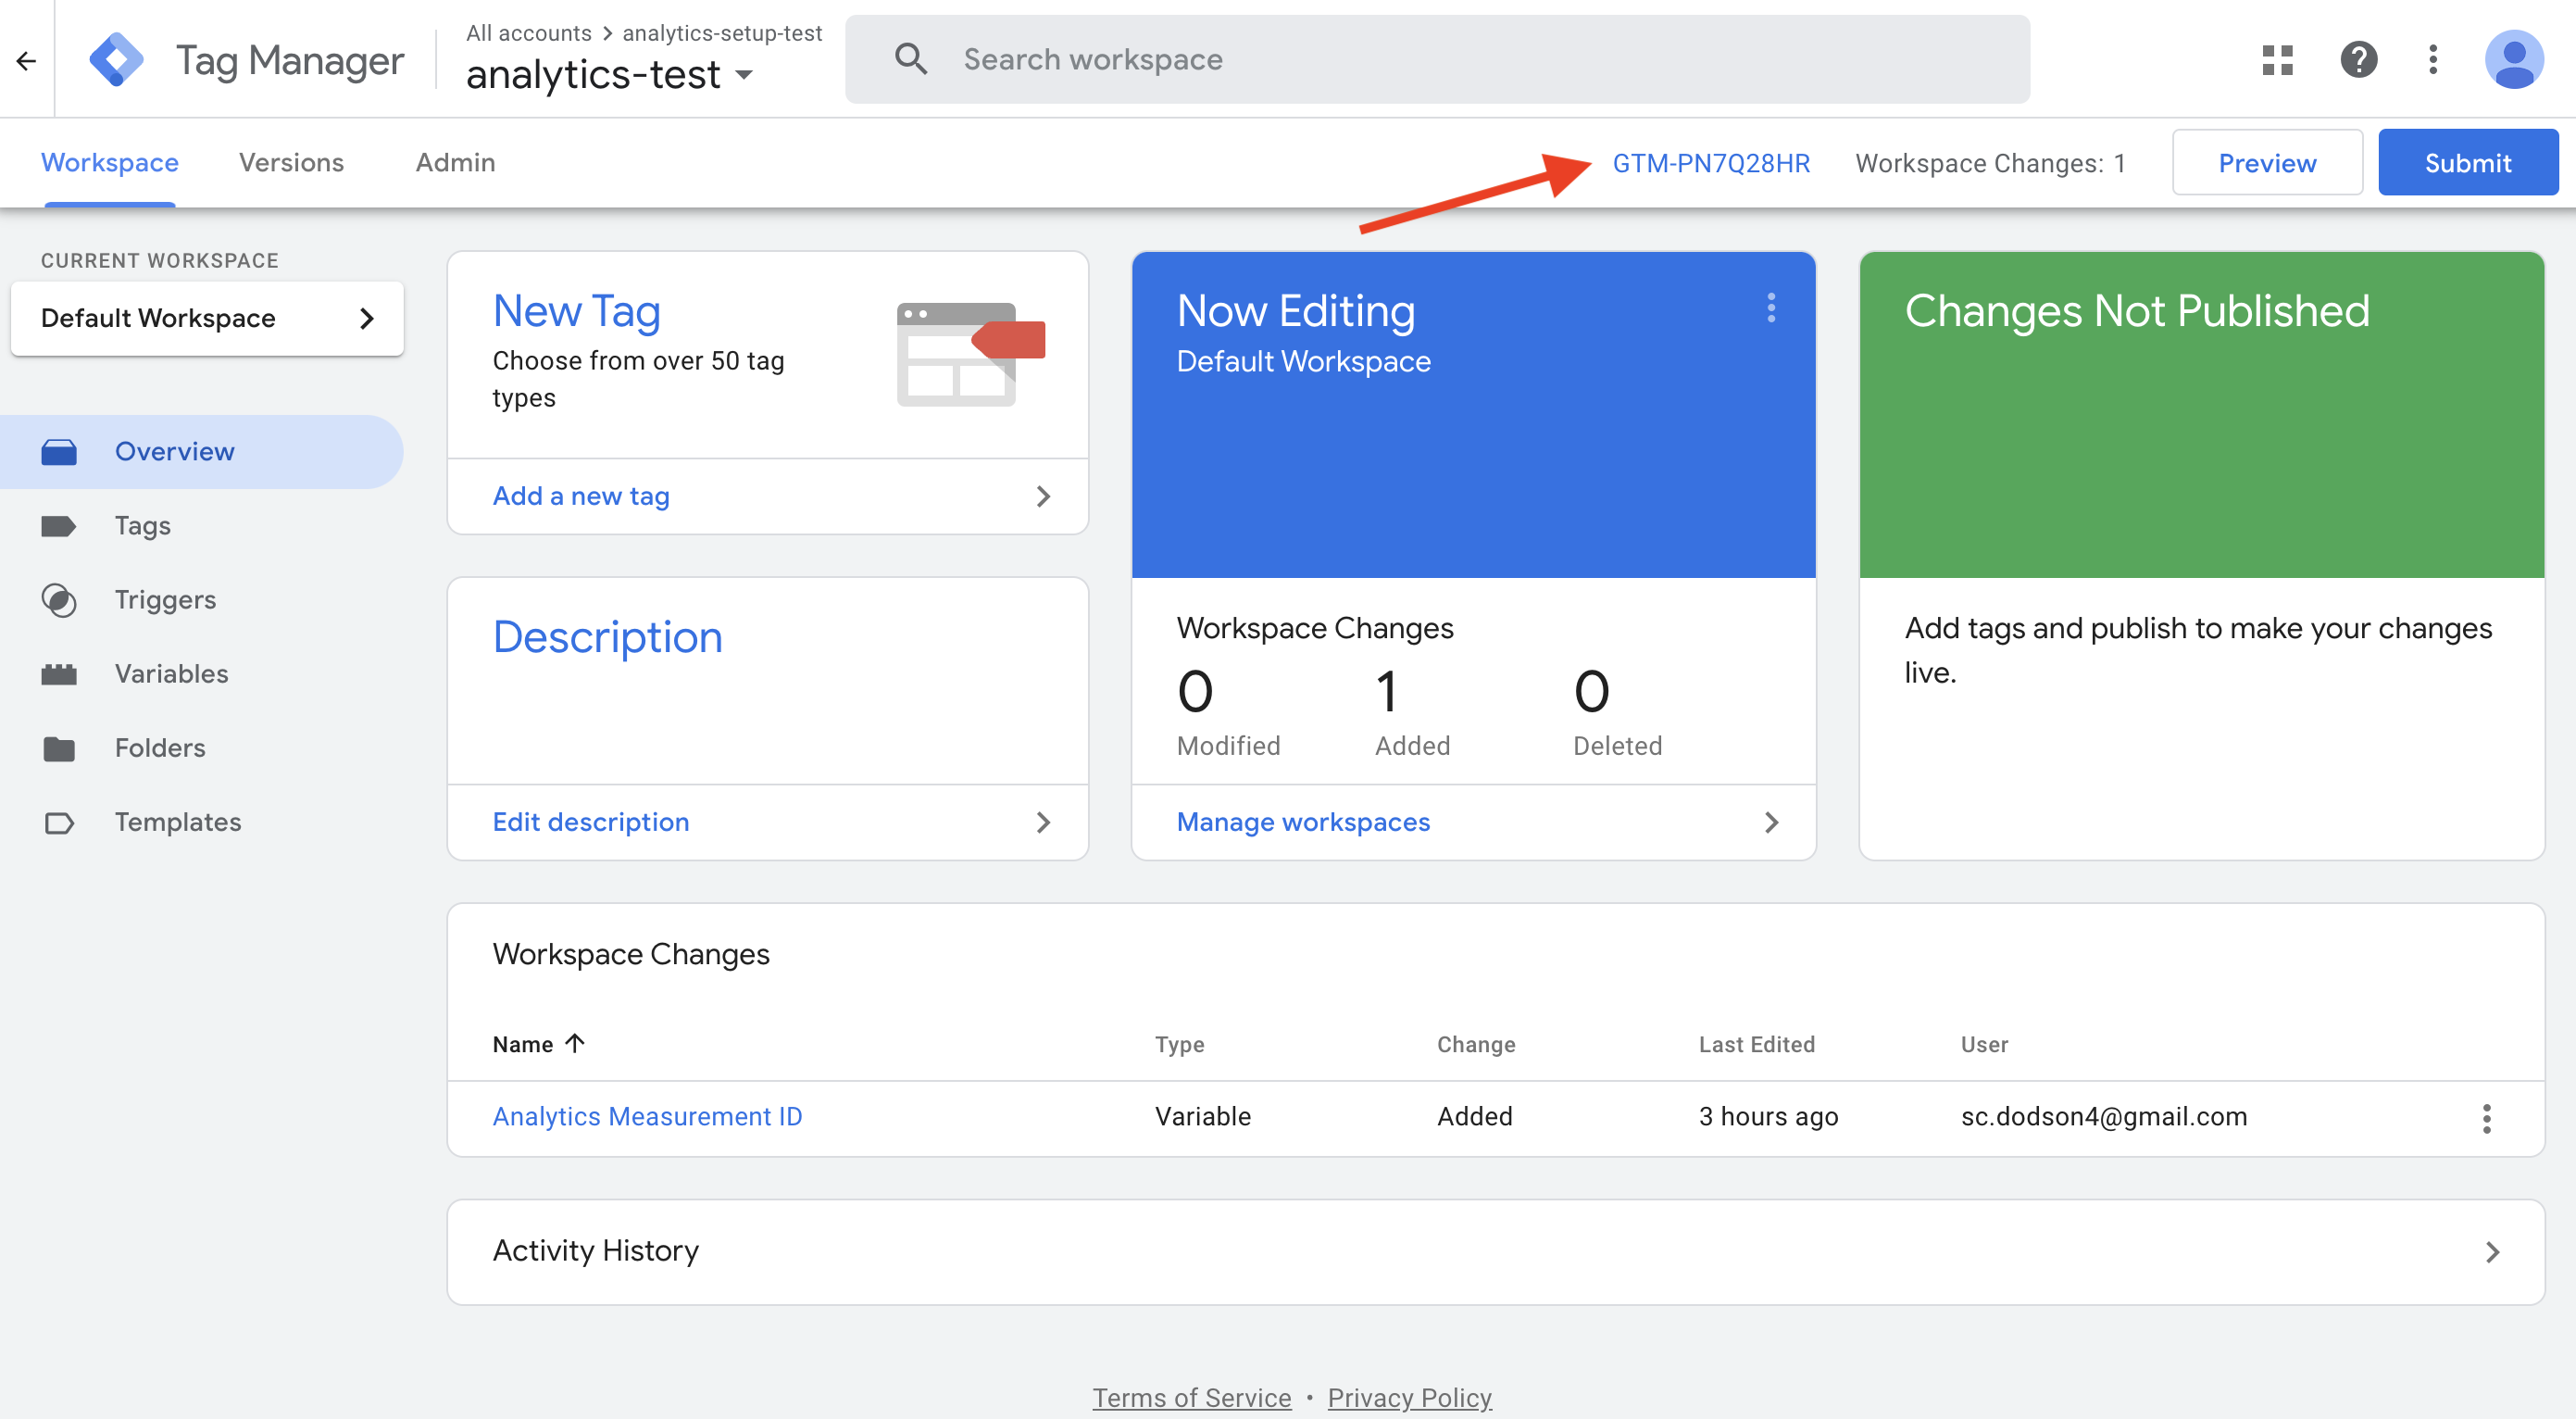 Tag Manager
All accounts > analytics-setup-test
analytics-test
Search workspace
Workspace
Versions
Admin
GTM-PN7Q28HR
Workspace Changes: 1
Preview
Submit
CURRENT WORKSPACE
Default Workspace
Overview
Tags
Triggers
Variables
Folders
Templates
New Tag
Choose from over 50 tag
types
Add a new tag
Description
Edit description
Now Editing
Default Workspace
Workspace Changes
0 1 0
Modified Added Deleted
Manage workspaces
Changes Not Published
Add tags and publish to make your changes
live.
Workspace Changes
Name Type Change Last Edited User
Analytics Measurement ID Variable Added 3 hours ago sc.dodson4@gmail.com
Activity History
Terms of Service • Privacy Policy